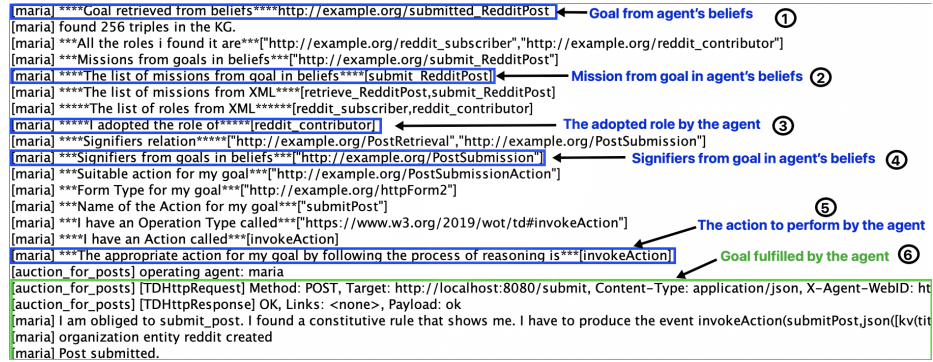 [maria] ****Goal retrieved from beliefs****http://example.org/submitted_RedditPost Goal from agent's beliefs ①
[maria] found 256 triples in the KG.
[maria] ***All the roles i found it are***["http://example.org/reddit_subscriber","http://example.org/reddit_contributor"]
[maria] ***Missions from goals in beliefs***["http://example.org/submit_RedditPost"]
[maria] ****The list of missions from goal in beliefs****[submit_RedditPost] Mission from goal in agent's beliefs ②
[maria] ****The list of missions from XML****[retrieve_RedditPost,submit_RedditPost]
[maria] *****The list of roles from XML******[reddit_subscriber,reddit_contributor]
[maria] *****I adopted the role of*****[reddit_contributor] The adopted role by the agent ③
[maria] ***Signifiers relation*****["http://example.org/PostRetrieval","http://example.org/PostSubmission"]
[maria] ***Signifiers from goals in beliefs***["http://example.org/PostSubmission"] Signifiers from goal in agent's beliefs ④
[maria] ***Suitable action for my goal***["http://example.org/PostSubmissionAction"]
[maria] ***Form Type for my goal***["http://example.org/httpForm2"]
[maria] ***Name of the Action for my goal***["submitPost"]
[maria] ***I have an Operation Type called***["https://www.w3.org/2019/wot/td#invokeAction"]
⑤
The action to perform by the agent
[maria] ****I have an Action called***[invokeAction]
[maria] ***The appropriate action for my goal by following the process of reasoning is***[invokeAction]
Goal fulfilled by the agent ⑥
[auction_for_posts] operating agent: maria
[auction_for_posts] [TDHttpRequest] Method: POST, Target: http://localhost:8080/submit, Content-Type: application/json, X-Agent-WebID: ht
[auction_for_posts] [TDHttpResponse] OK, Links: <none>, Payload: ok
[maria] I am obliged to submit_post. I found a constitutive rule that shows me. I have to produce the event invokeAction(submitPost,json([kv(tit
[maria] organization entity reddit created
[maria] Post submitted.